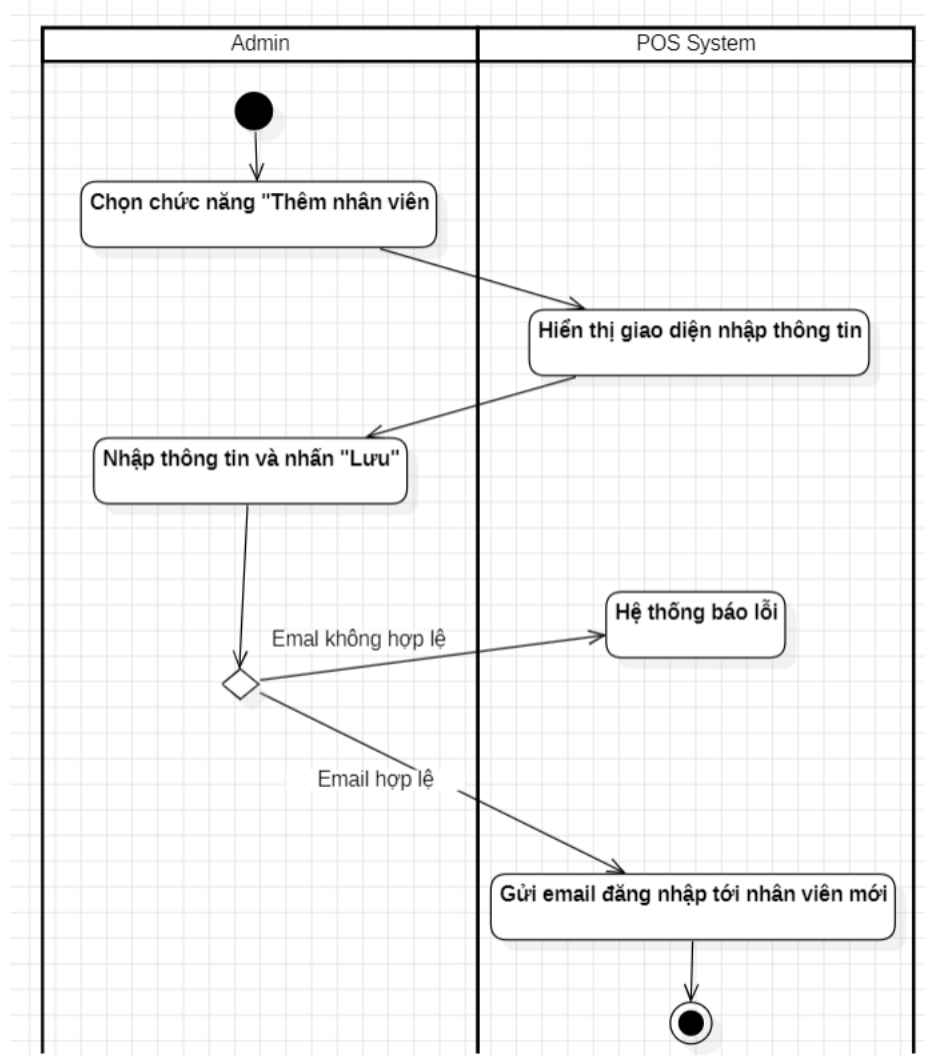 Admin
POS System
Chọn chức năng "Thêm nhân viên
Hiển thị giao diện nhập thông tin
Nhập thông tin và nhấn "Lưu"
Hệ thống báo lỗi
Emal không hợp lệ
Email hợp lệ
Gửi email đăng nhập tới nhân viên mới